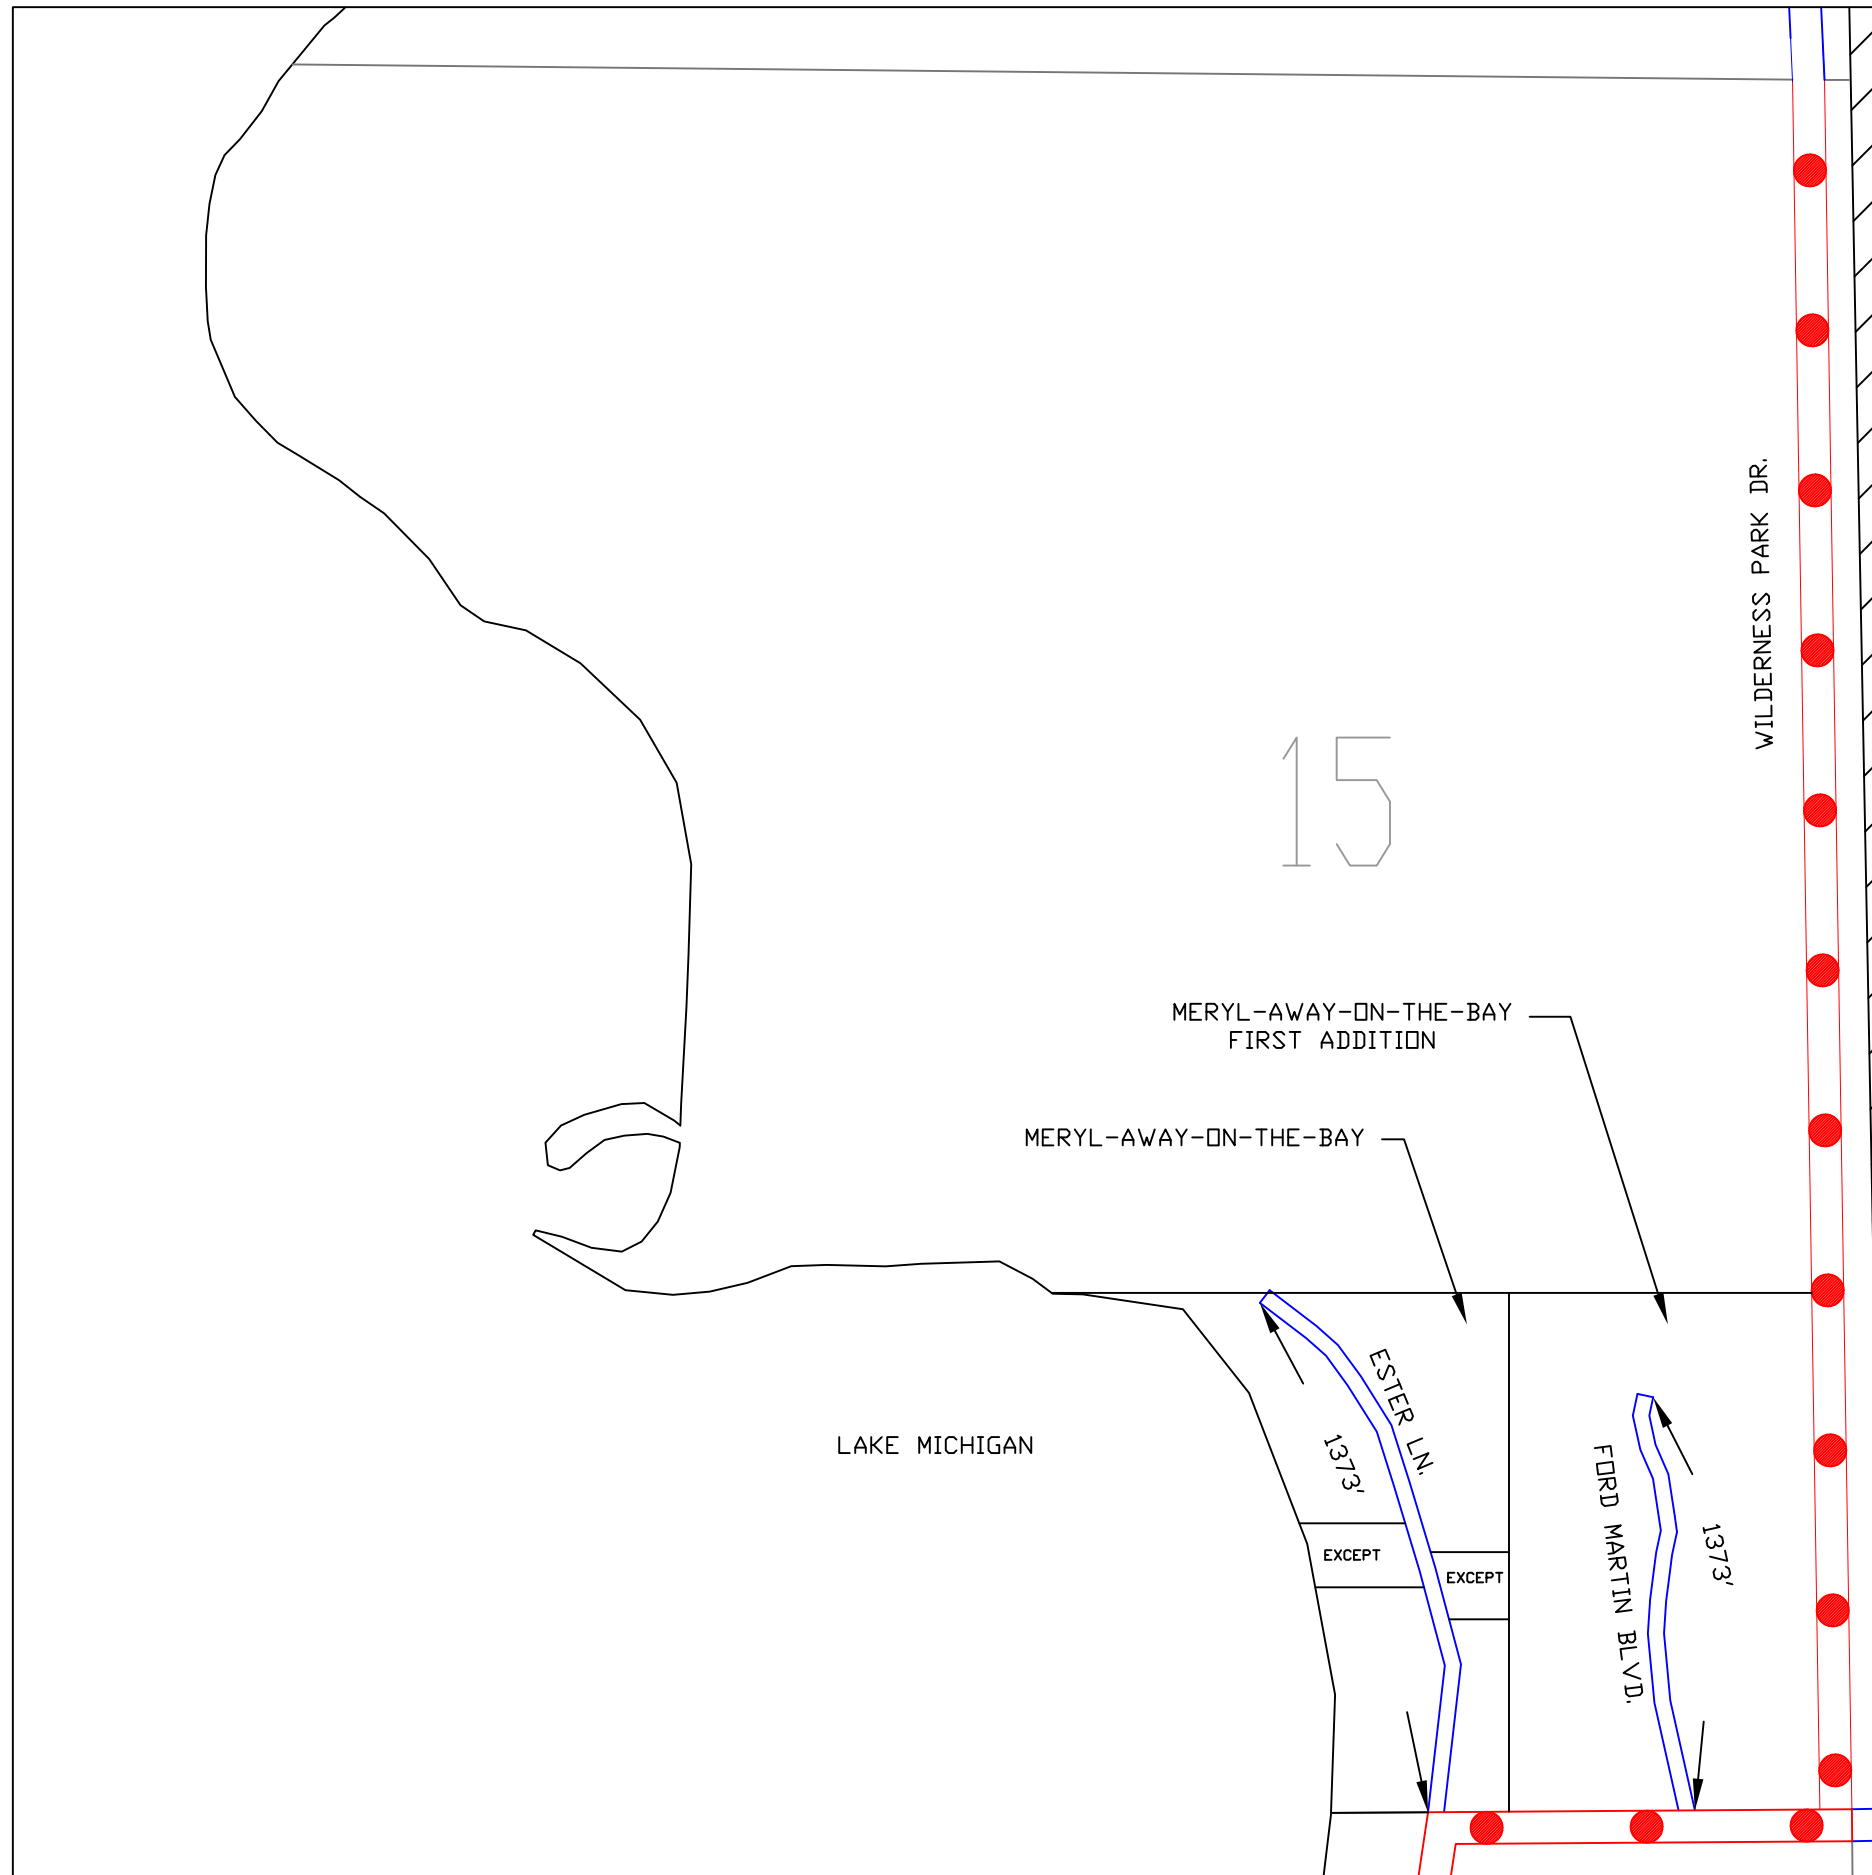 WILDERNESS PARK DR.
15
MERYL-AWAY-ON-THE-BAY
FIRST ADDITION
MERYL-AWAY-ON-THE-BAY
ESTER LN.
1373'
LAKE MICHIGAN
FORD MARTIN BLVD.
1373'
EXCEPT
EXCEPT